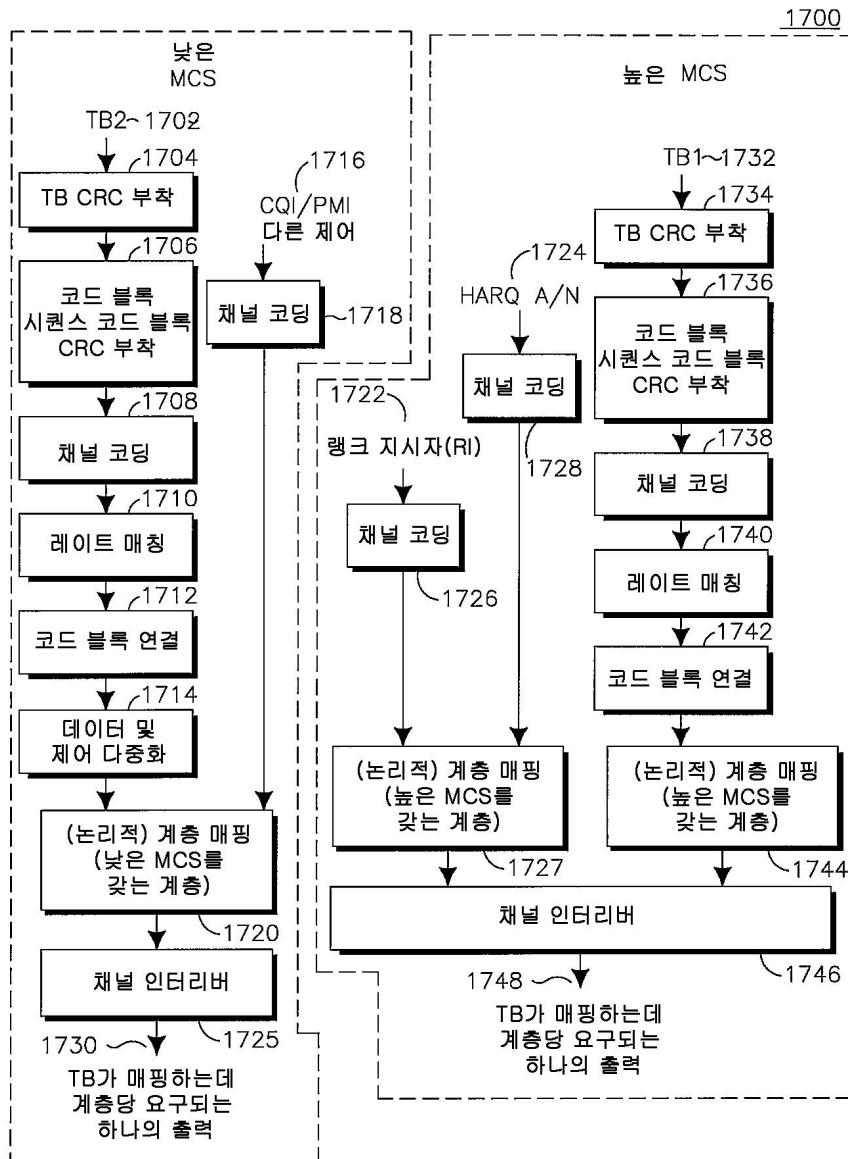 1700
낮은
MCS
TB2~1702
1704
TB CRC 부착
1706
코드 블록
시퀀스 코드 블록
CRC 부착
1708
채널 코딩
1710
레이트 매칭
1712
코드 블록 연결
1714
데이터 및
제어 다중화
1716
CQI/PMI
다른 제어
채널 코딩
1718
(논리적) 계층 매핑
(낮은 MCS를
갖는 계층)
1720
채널 인터리버
1725
1730
TB가 매핑하는데
계층당 요구되는
하나의 출력
높은 MCS
1722
랭크 지시자(RI)
채널 코딩
1726
1724
HARQ A/N
채널 코딩
1728
(논리적) 계층 매핑
(높은 MCS를
갖는 계층)
1727
TB1~1732
1734
TB CRC 부착
1736
코드 블록
시퀀스 코드 블록
CRC 부착
1738
채널 코딩
1740
레이트 매칭
1742
코드 블록 연결
(논리적) 계층 매핑
(높은 MCS를
갖는 계층)
1744
채널 인터리버
1746
1748
TB가 매핑하는데
계층당 요구되는
하나의 출력